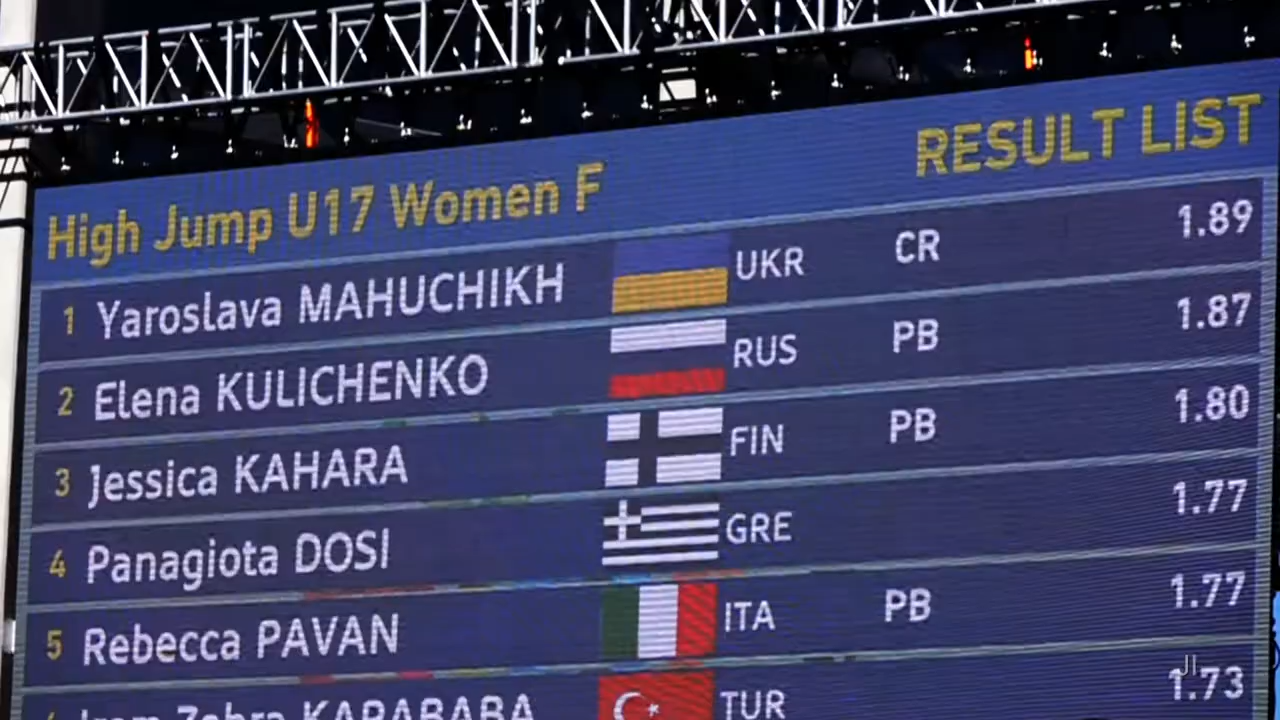 RESULT LIST
High Jump U17 Women F
1 Yaroslava MAHUCHIKH UKR CR 1.89
2 Elena KULICHENKO RUS PB 1.87
3 Jessica KAHARA FIN PB 1.80
4 Panagiota DOSI GRE 1.77
5 Rebecca PAVAN ITA PB 1.77
Zehra KARABABA TUR 1.73